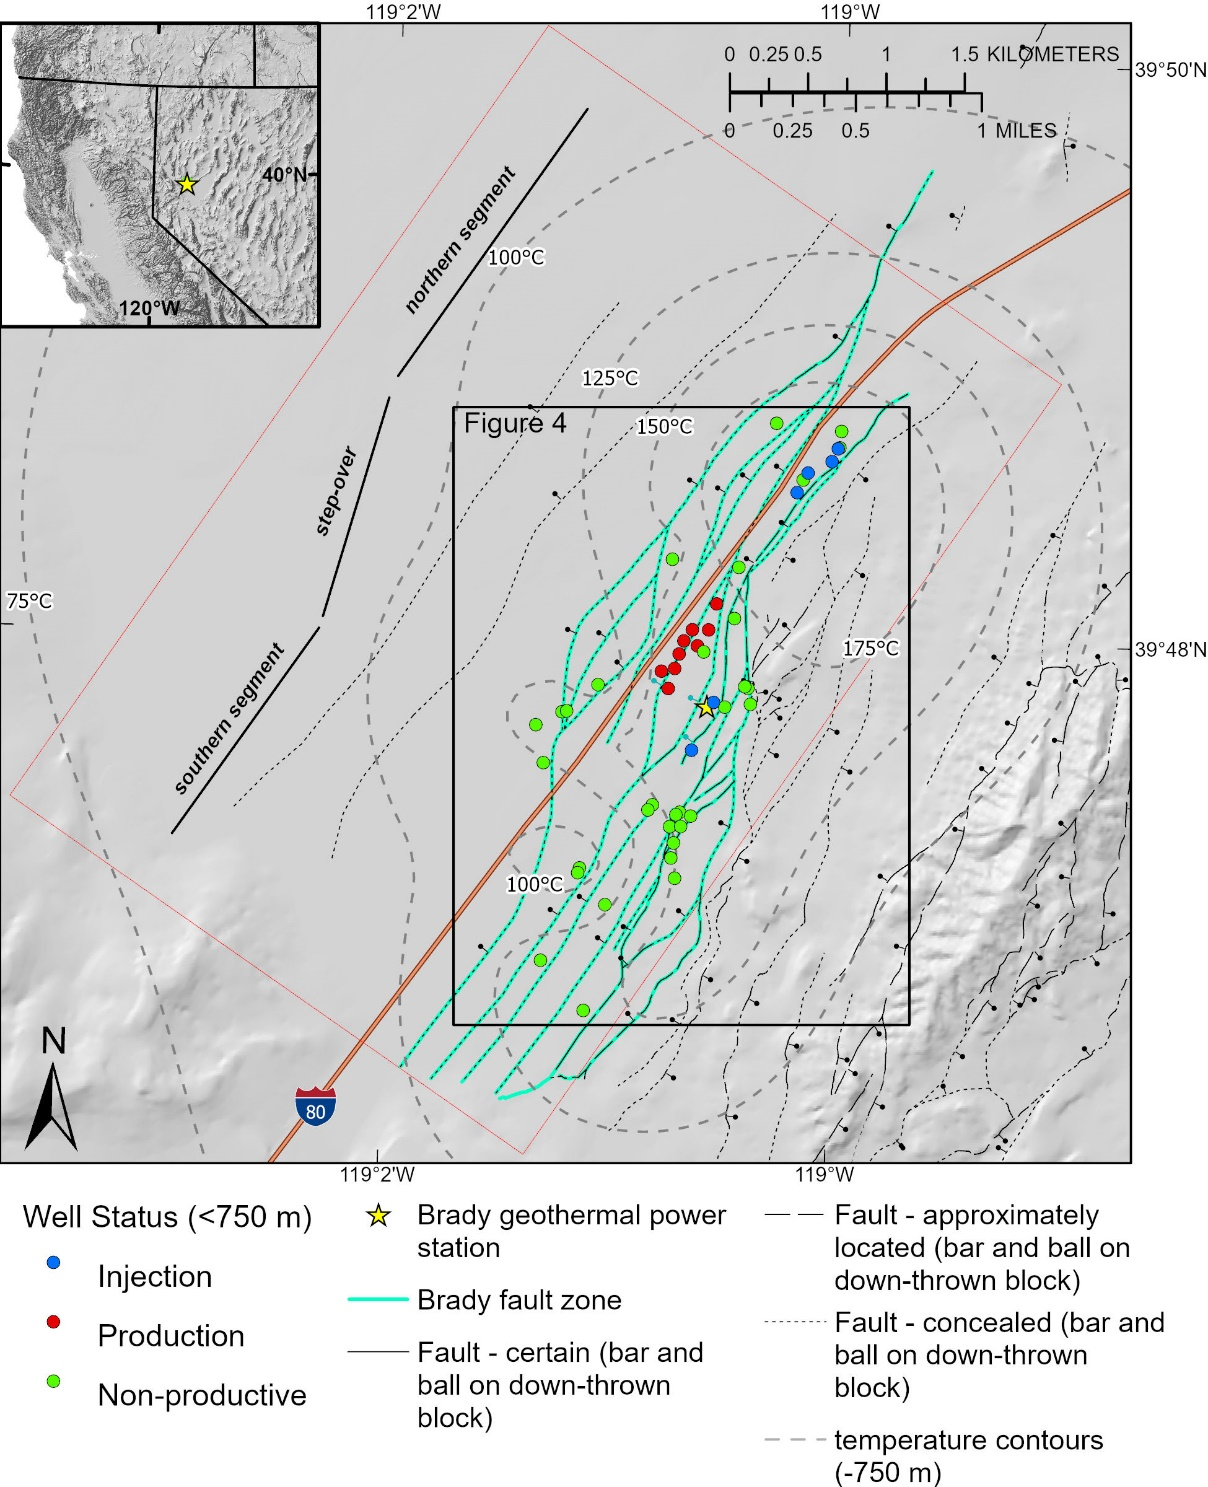 119°2'W
119°W
0 0.25 0.5 1 1.5 KILOMETERS
0 0.25 0.5 1 MILES
39°50'N
40°N
120°W
northern segment
100°C
125°C
Figure 4
150°C
step-over
75°C
175°C
39°48'N
southern segment
100°C
N
80
119°2'W
119°W
Well Status (<750 m)
Injection
Production
Non-productive
Brady geothermal power
station
Brady fault zone
Fault - certain (bar and
ball on down-thrown
block)
Fault - approximately
located (bar and ball on
down-thrown block)
Fault - concealed (bar and
ball on down-thrown
block)
temperature contours
(-750 m)